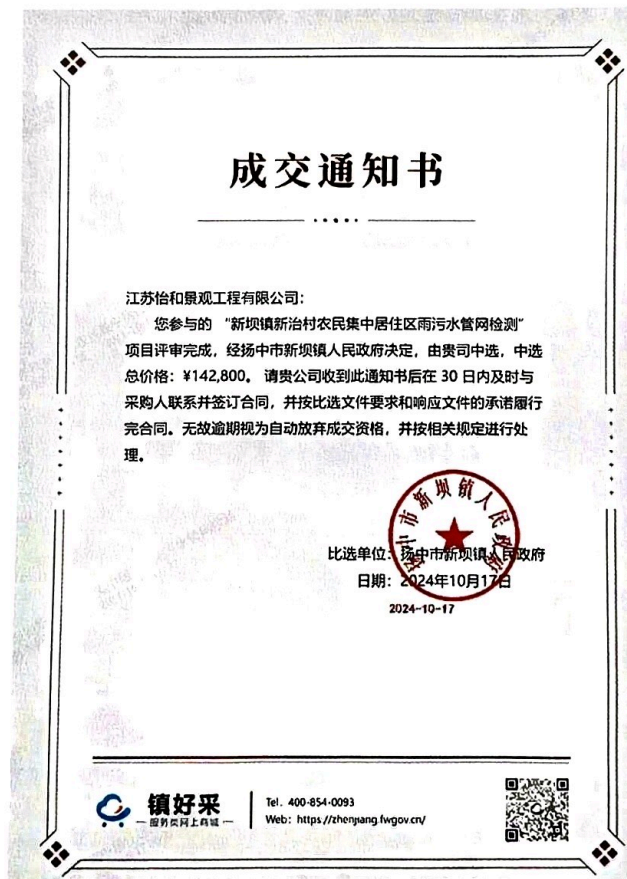 成交通知书
江苏怡和景观工程有限公司:
您参与的 “新坝镇新治村农民集中居住区雨污水管网检测”
项目评审完成，经扬中市新坝镇人民政府决定，由贵司中选，中选
总价格：¥142,800。 请贵公司收到此通知书后在 30 日内及时与
采购人联系并签订合同，并按比选文件要求和响应文件的承诺履行
完合同。无故逾期视为自动放弃成交资格，并按相关规定进行处
理。
扬中市新坝镇人民政府
比选单位：扬中市新坝镇人民政府
日期：2024年10月17日
2024-10-17
镇好采
服务类网上商城
Tel. 400-854-0093
Web: https://zhenjiang.fwgov.cn/